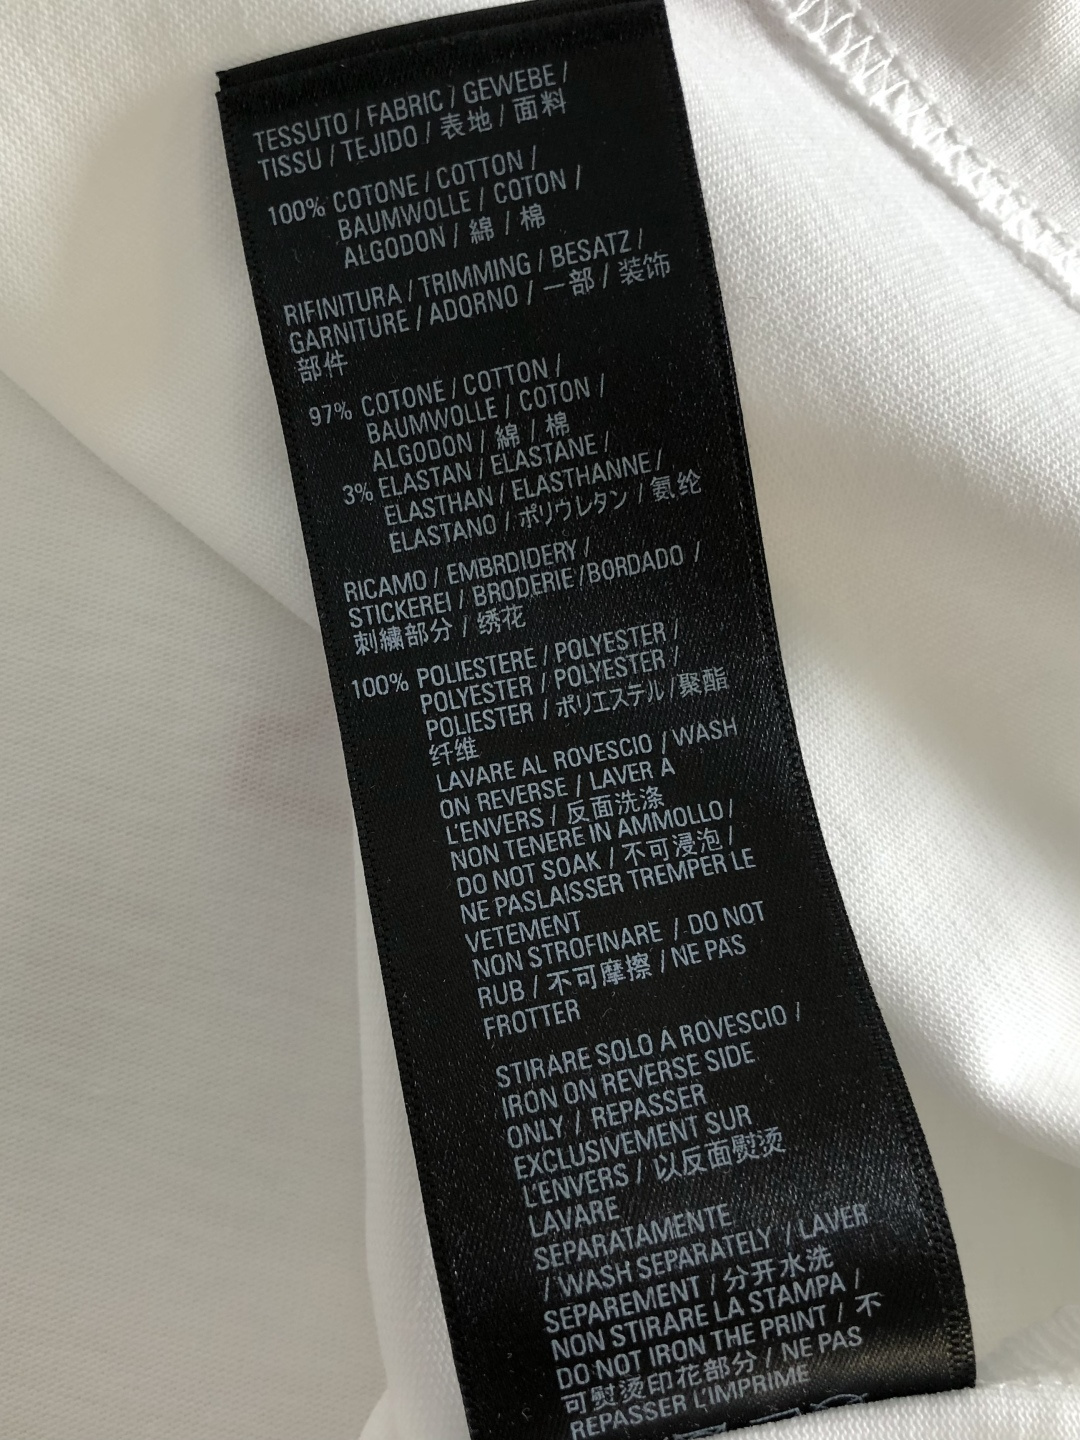 TESSUTO / FABRIC / GEWEBE /
TISSU / TEJIDO / 表地 / 面料
100% COTONE / COTTON /
BAUMWOLLE / COTON /
ALGODON / 綿 / 棉
RIFINITURA / TRIMMING / BESATZ /
GARNITURE / ADORNO / 一部 / 装饰
部件
97% COTONE / COTTON /
BAUMWOLLE / COTON /
ALGODON / 綿 / 棉
3% ELASTAN / ELASTANE /
ELASTHAN / ELASTHANNE /
ELASTANO / ポリウレタン / 氨纶
RICAMO / EMBRDIDERY /
STICKEREI / BRODERIE / BORDADO /
刺繍部分 / 绣花
100% POLIESTERE / POLYESTER /
POLYESTER / POLYESTER /
POLIESTER / ポリエステル / 聚酯
纤维
LAVARE AL ROVESCIO / WASH
ON REVERSE / LAVER A
L'ENVERS / 反面洗涤
NON TENERE IN AMMOLLO /
DO NOT SOAK / 不可浸泡 /
NE PASLAISSER TREMPER LE
VETEMENT
NON STROFINARE / DO NOT
RUB / 不可摩擦 / NE PAS
FROTTER
STIRARE SOLO A ROVESCIO /
IRON ON REVERSE SIDE
ONLY / REPASSER
EXCLUSIVEMENT SUR
L'ENVERS / 以反面熨烫
LAVARE
SEPARATAMENTE
/ WASH SEPARATELY / LAVER
SEPAREMENT / 分开水洗
NON STIRARE LA STAMPA /
DO NOT IRON THE PRINT / 不
可熨烫印花部分 / NE PAS
REPASSER L'IMPRIME